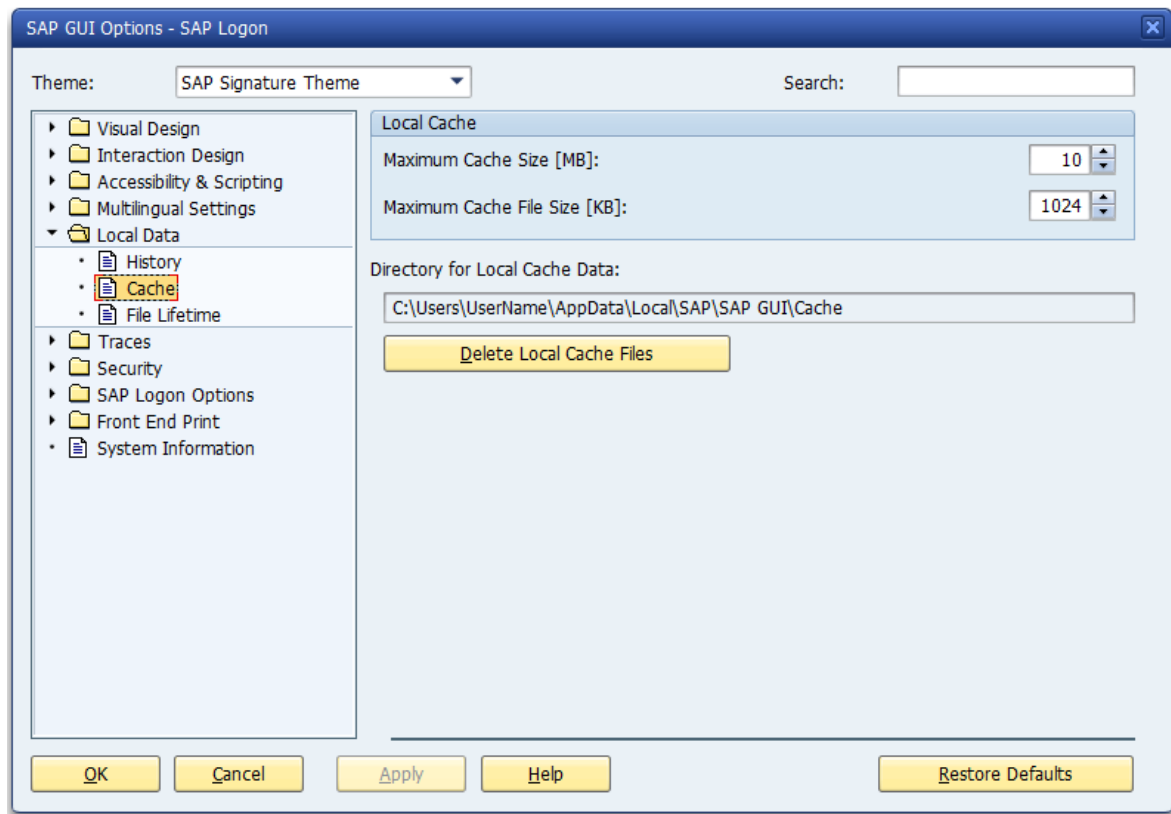 SAP GUI Options - SAP Logon
Theme: SAP Signature Theme Search:
Visual Design
Interaction Design
Accessibility & Scripting
Multilingual Settings
Local Data
History
Cache
File Lifetime
Traces
Security
SAP Logon Options
Front End Print
System Information
Local Cache
Maximum Cache Size [MB]: 10
Maximum Cache File Size [KB]: 1024
Directory for Local Cache Data:
C:\Users\UserName\AppData\Local\SAP\SAP GUI\Cache
Delete Local Cache Files
OK Cancel Apply Help Restore Defaults